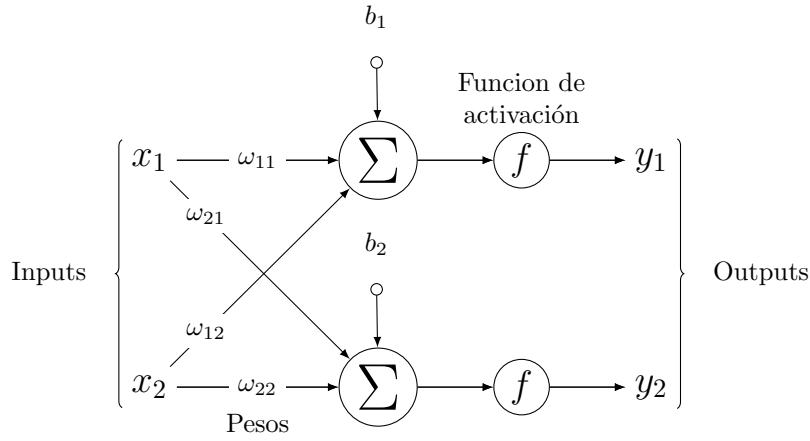 b₁
Funcion de
activación
x₁ ω₁₁ ∑ f y₁
ω₂₁
b₂
Inputs Outputs
ω₁₂
x₂ ω₂₂ ∑ f y₂
Pesos